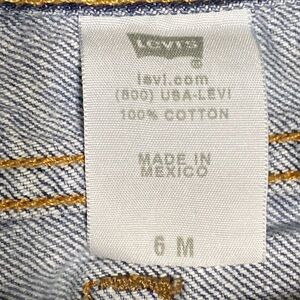 LEVI'S
®
levi.com
(800) USA-LEVI
100% COTTON
MADE IN
MEXICO
6 M